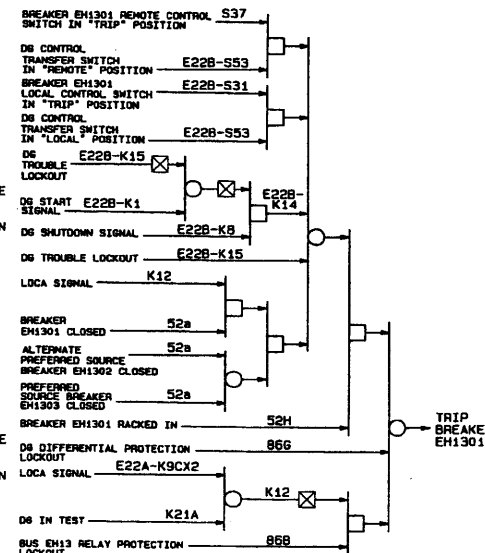 BREAKER EH1301 REMOTE CONTROL S37
SWITCH IN "TRIP" POSITION
DG CONTROL
TRANSFER SWITCH
IN "REMOTE" POSITION E22B-S53
BREAKER EH1301 E22B-S31
LOCAL CONTROL SWITCH
IN "TRIP" POSITION
DG CONTROL
TRANSFER SWITCH
IN "LOCAL" POSITION E22B-S53
DG E22B-K15
TROUBLE
LOCKOUT
E
E22B-
K14
DG START E22B-K1
SIGNAL
N
DG SHUTDOWN SIGNAL E22B-K8
DG TROUBLE LOCKOUT E22B-K15
LOCA SIGNAL K12
BREAKER
EH1301 CLOSED 52a
ALTERNATE 52a
PREFERRED SOURCE
BREAKER EH1302 CLOSED
PREFERRED
SOURCE BREAKER 52a
EH1303 CLOSED
BREAKER EH1301 RACKED IN 52H
TRIP
BREAKE
EH1301
E
DG DIFFERENTIAL PROTECTION 86G
LOCKOUT
N
LOCA SIGNAL E22A-K9CX2
K12
DG IN TEST K21A
BUS EH13 RELAY PROTECTION 86B
LOCKOUT